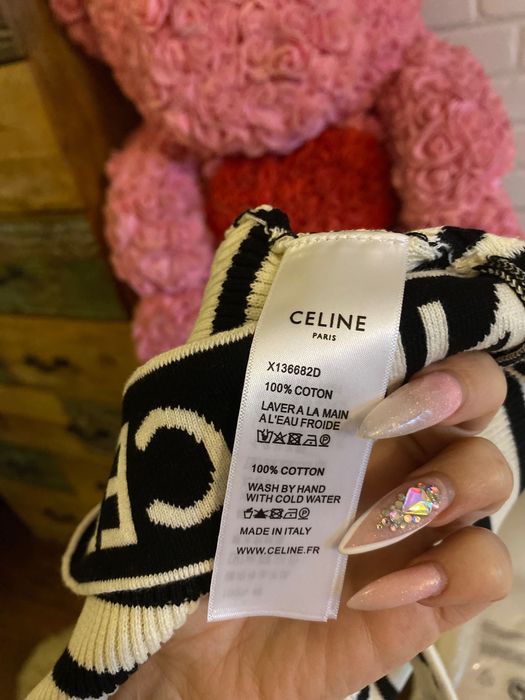 CELINE
PARIS
X136682D
100% COTON
LAVER A LA MAIN
A L'EAU FROIDE
100% COTTON
WASH BY HAND
WITH COLD WATER
MADE IN ITALY
WWW.CELINE.FR